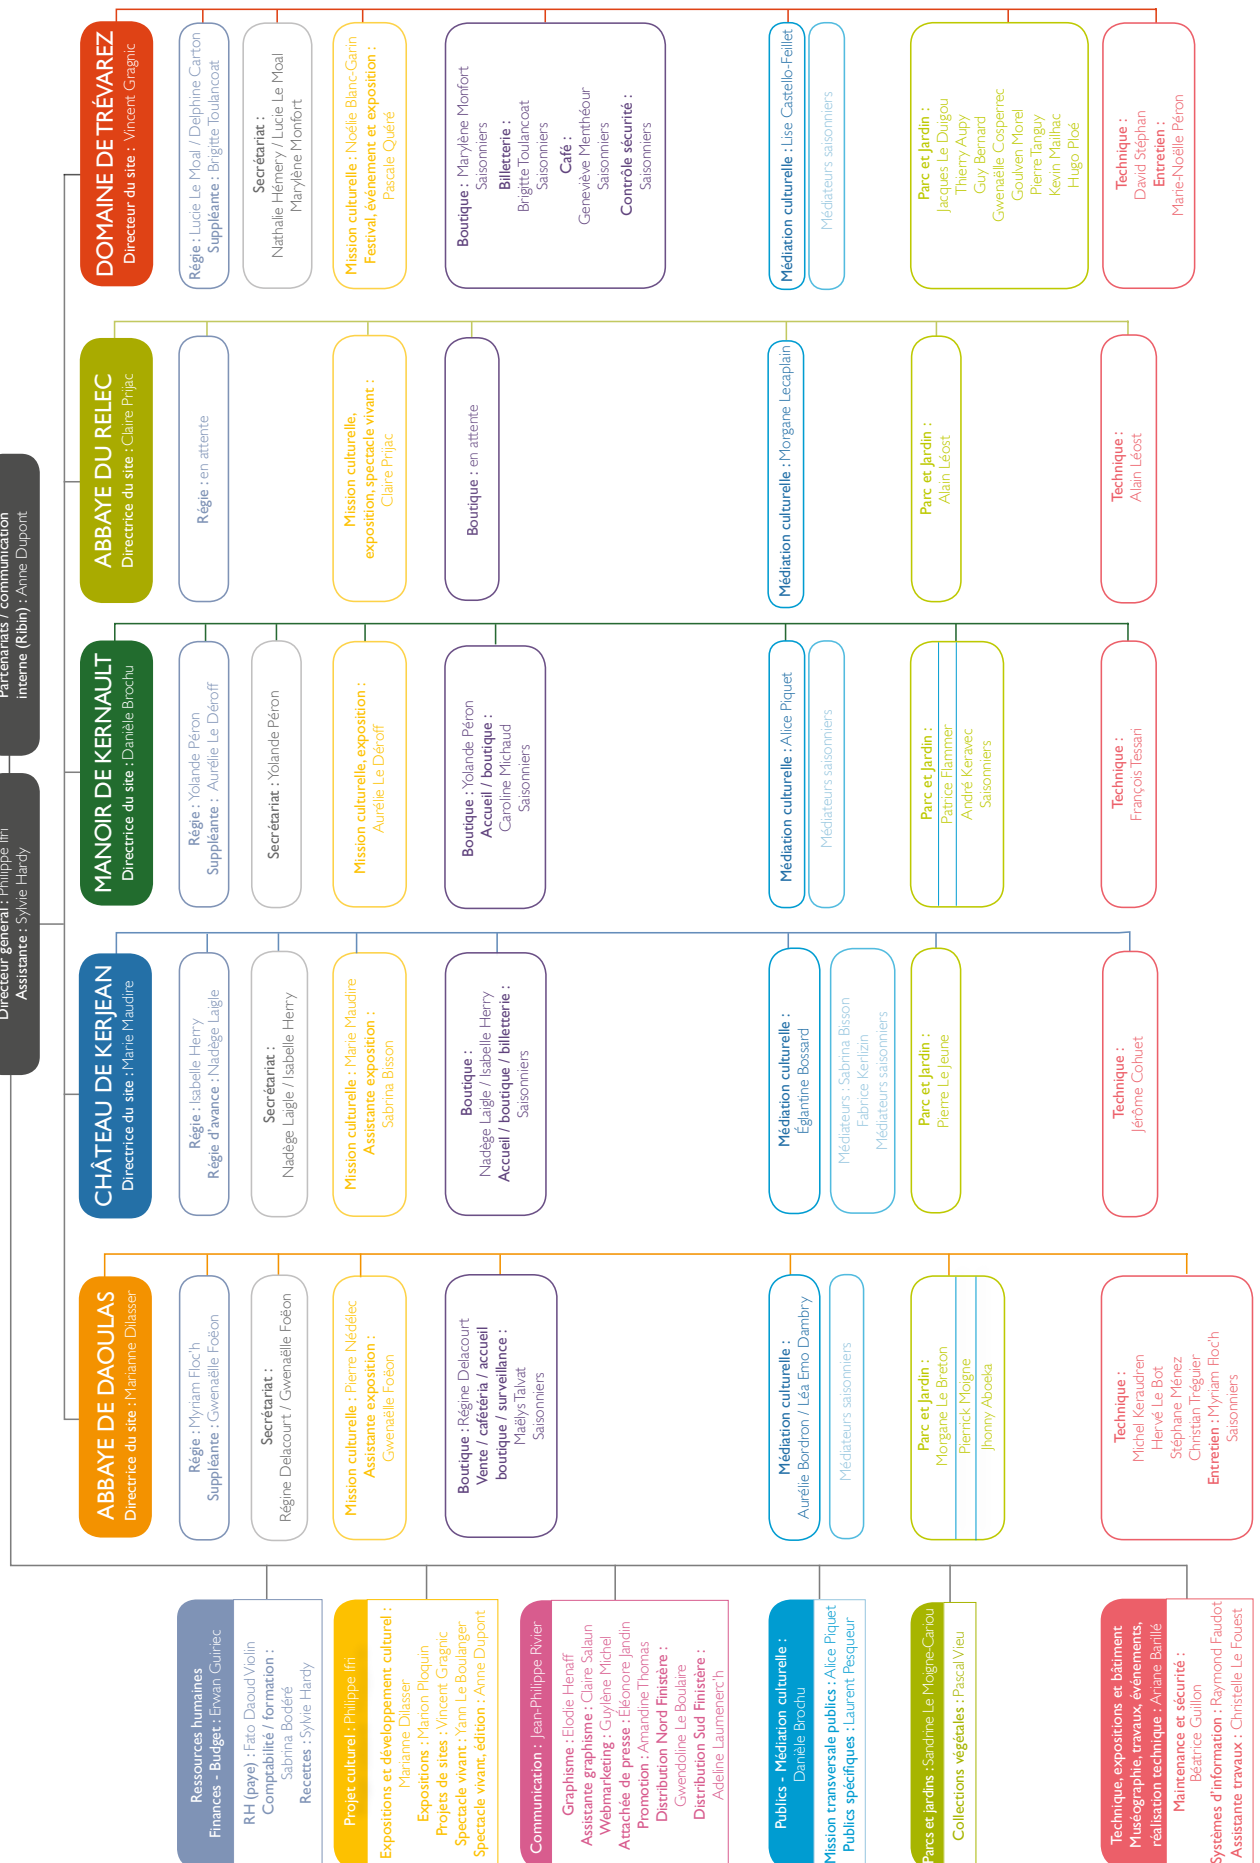 Directeur général : Philippe Ifri
Assistante : Sylvie Hardy
Partenariats / communication
interne (Ribin) : Anne Dupont
Ressources humaines
Finances - Budget : Erwan Guiriec
RH (paye) : Fato Daoud Violin
Comptabilité / formation :
Sabrina Bodéré
Recettes : Sylvie Hardy
Projet culturel : Philippe Ifri
Expositions et développement culturel :
Marianne Dilasser
Expositions : Marion Ploquin
Projets de sites : Vincent Gragnic
Spectacle vivant : Yann Le Boulanger
Spectacle vivant, édition : Anne Dupont
Communication : Jean-Philippe Rivier
Graphisme : Elodie Henaff
Assistante graphisme : Claire Salaun
Webmarketing : Guylène Michel
Attachée de presse : Éléonore Jandin
Promotion : Amandine Thomas
Distribution Nord Finistère :
Gwendoline Le Boulaire
Distribution Sud Finistère :
Adeline Laumenerc'h
Publics - Médiation culturelle :
Danièle Brochu
Mission transversale publics : Alice Piquet
Publics spécifiques : Laurent Pesqueur
Parcs et jardins : Sandrine Le Moigne-Cariou
Collections végétales : Pascal Vieu
Technique, expositions et bâtiment
Muséographie, travaux, événements,
réalisation technique : Ariane Barillé
Maintenance et sécurité :
Béatrice Guillon
Systèmes d'information : Raymond Faudot
Assistante travaux : Christelle Le Fouest
ABBAYE DE DAOULAS
Directrice du site : Marianne Dilasser
Régie : Myriam Floc'h
Suppléante : Gwenaëlle Foëon
Secrétariat :
Régine Delacourt / Gwenaëlle Foëon
Mission culturelle : Pierre Nédélec
Assistante exposition :
Gwenaëlle Foëon
Boutique : Régine Delacourt
Vente / cafétéria / accueil
boutique / surveillance :
Maëlys Talvat
Saisonniers
Médiation culturelle :
Aurélie Bordron / Léa Emo Dambry
Médiateurs saisonniers
Parc et Jardin :
Morgane Le Breton
Pierrick Moigne
Jhonny Aboeka
Technique :
Michel Keraudren
Hervé Le Bot
Stéphane Ménez
Christian Tréguier
Entretien : Myriam Floc'h
Saisonniers
CHÂTEAU DE KERJEAN
Directrice du site : Marie Maudire
Régie : Isabelle Herry
Régie d'avance : Nadège Laigle
Secrétariat :
Nadège Laigle / Isabelle Herry
Mission culturelle : Marie Maudire
Assistante exposition :
Sabrina Bisson
Boutique :
Nadège Laigle / Isabelle Herry
Accueil / boutique / billetterie :
Saisonniers
Médiation culturelle :
Églantine Bossard
Médiateurs : Sabrina Bisson
Fabrice Kerlizin
Médiateurs saisonniers
Parc et Jardin :
Pierre Le Jeune
Technique :
Jérôme Cohuet
MANOIR DE KERNAULT
Directrice du site : Danièle Brochu
Régie : Yolande Péron
Suppléante : Aurélie Le Déroff
Secrétariat : Yolande Péron
Mission culturelle, exposition :
Aurélie Le Déroff
Boutique : Yolande Péron
Accueil / boutique :
Caroline Michaud
Saisonniers
Médiation culturelle : Alice Piquet
Médiateurs saisonniers
Parc et Jardin :
Patrice Flammer
André Keravec
Saisonniers
Technique :
François Tessari
ABBAYE DU RELEC
Directrice du site : Claire Prijac
Régie : en attente
Mission culturelle,
exposition, spectacle vivant :
Claire Prijac
Boutique : en attente
Médiation culturelle : Morgane Lecaplain
Parc et Jardin :
Alain Léost
Technique :
Alain Léost
DOMAINE DE TRÉVAREZ
Directeur du site : Vincent Gragnic
Régie : Lucie Le Moal / Delphine Carton
Suppléante : Brigitte Toulancoat
Secrétariat :
Nathalie Hémery / Lucie Le Moal
Marylène Monfort
Mission culturelle : Noélie Blanc-Garin
Festival, événement et exposition :
Pascale Quéré
Boutique : Marylène Monfort
Saisonniers
Billetterie :
Brigitte Toulancoat
Saisonniers
Café :
Geneviève Menthéour
Saisonniers
Contrôle sécurité :
Saisonniers
Médiation culturelle : Lise Castello-Feillet
Médiateurs saisonniers
Parc et Jardin :
Jacques Le Duigou
Thierry Aupy
Guy Bernard
Gwenaëlle Cosperrec
Goulven Morel
Pierre Tanguy
Kevin Mailhac
Hugo Ploé
Technique :
David Stéphan
Entretien :
Marie-Noëlle Péron